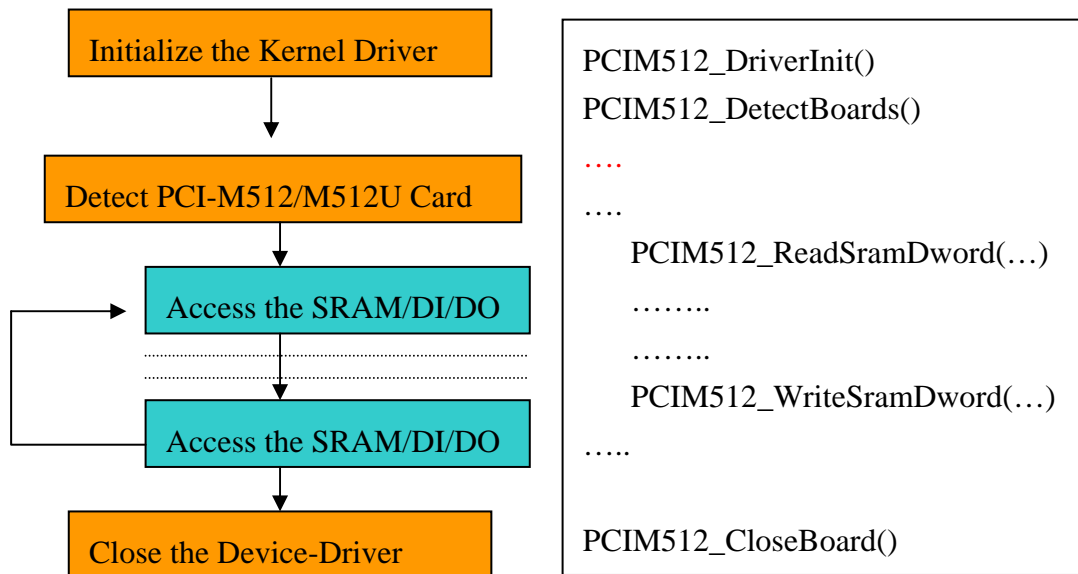 Initialize the Kernel Driver
Detect PCI-M512/M512U Card
Access the SRAM/DI/DO
Access the SRAM/DI/DO
Close the Device-Driver
PCIM512_DriverInit()
PCIM512_DetectBoards()
….
….
PCIM512_ReadSramDword(…)
……..
……..
PCIM512_WriteSramDword(…)
…..
PCIM512_CloseBoard()